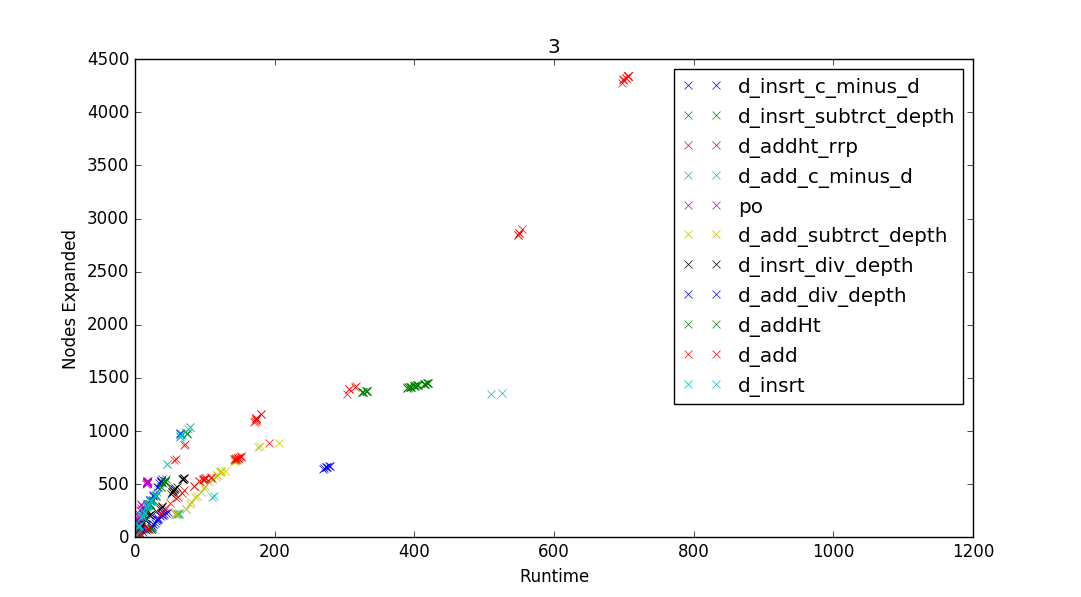 3
4500
4000
3500
3000
2500
2000
1500
1000
500
0
Nodes Expanded
0 200 400 600 800 1000 1200
Runtime
d_insrt_c_minus_d
d_insrt_subtrct_depth
d_addht_rrp
d_add_c_minus_d
po
d_add_subtrct_depth
d_insrt_div_depth
d_add_div_depth
d_addHt
d_add
d_insrt